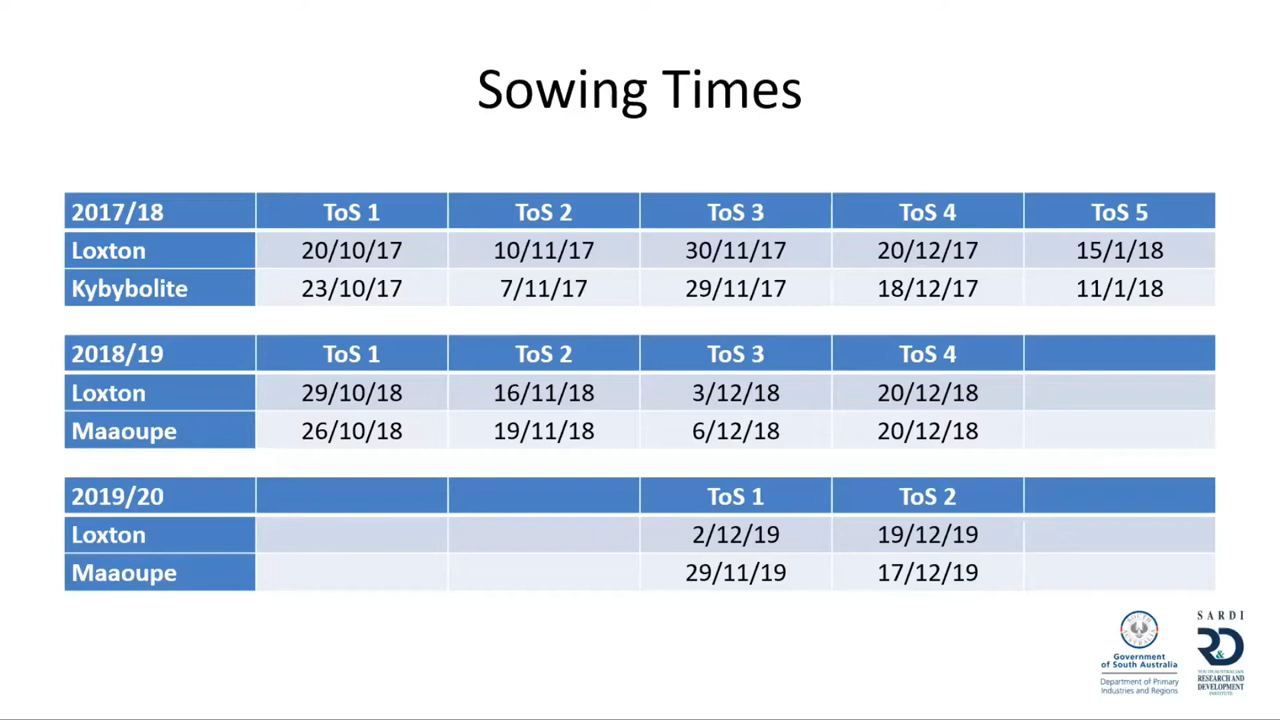 Sowing Times
2017/18 ToS 1 ToS 2 ToS 3 ToS 4 ToS 5
Loxton 20/10/17 10/11/17 30/11/17 20/12/17 15/1/18
Kybybolite 23/10/17 7/11/17 29/11/17 18/12/17 11/1/18
2018/19 ToS 1 ToS 2 ToS 3 ToS 4
Loxton 29/10/18 16/11/18 3/12/18 20/12/18
Maaoupe 26/10/18 19/11/18 6/12/18 20/12/18
2019/20 ToS 1 ToS 2
Loxton 2/12/19 19/12/19
Maaoupe 29/11/19 17/12/19
SOUTH AUSTRALIA
Government
of South Australia
Department of Primary
Industries and Regions
SARDI
R&D
SOUTH AUSTRALIAN
RESEARCH AND
DEVELOPMENT
INSTITUTE